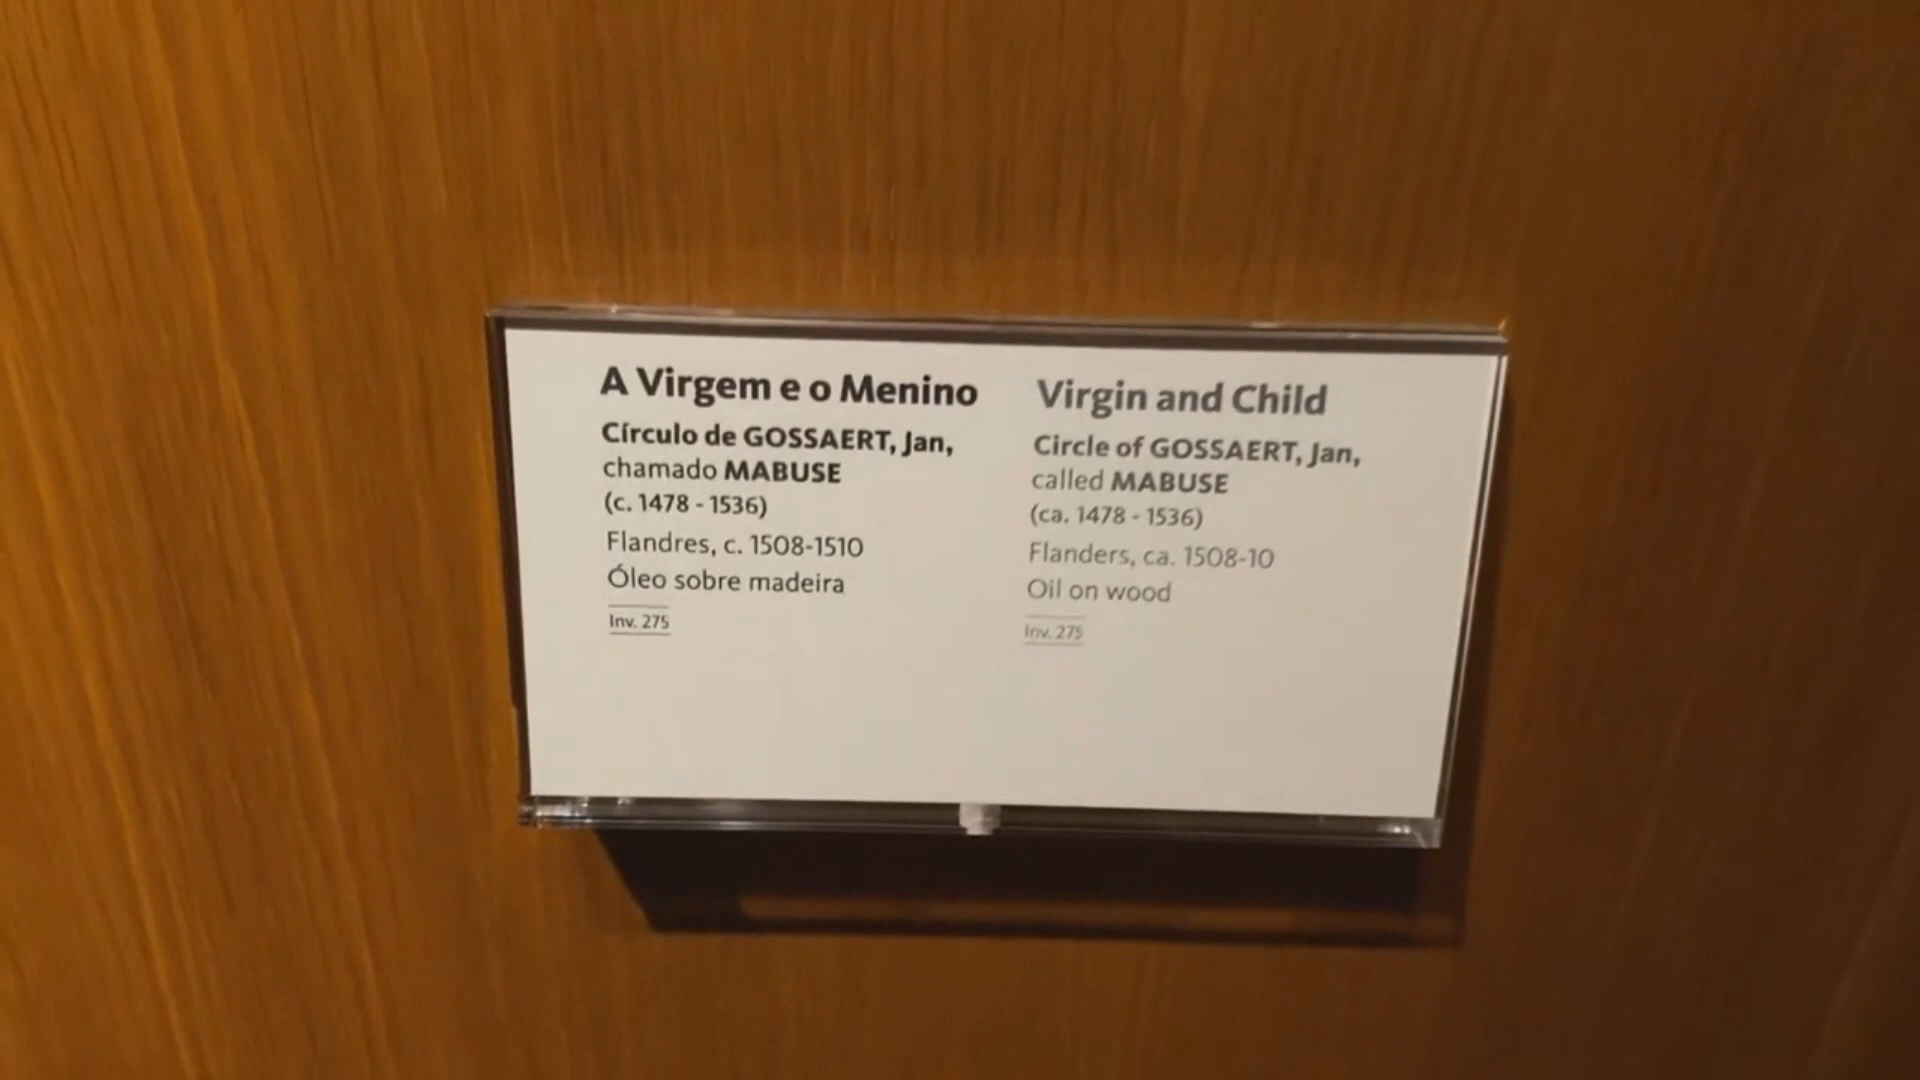 A Virgem e o Menino
Círculo de GOSSAERT, Jan,
chamado MABUSE
(c. 1478 - 1536)
Flandres, c. 1508-1510
Óleo sobre madeira
Inv. 275
Virgin and Child
Circle of GOSSAERT, Jan,
called MABUSE
(ca. 1478 - 1536)
Flanders, ca. 1508-10
Oil on wood
Inv. 275